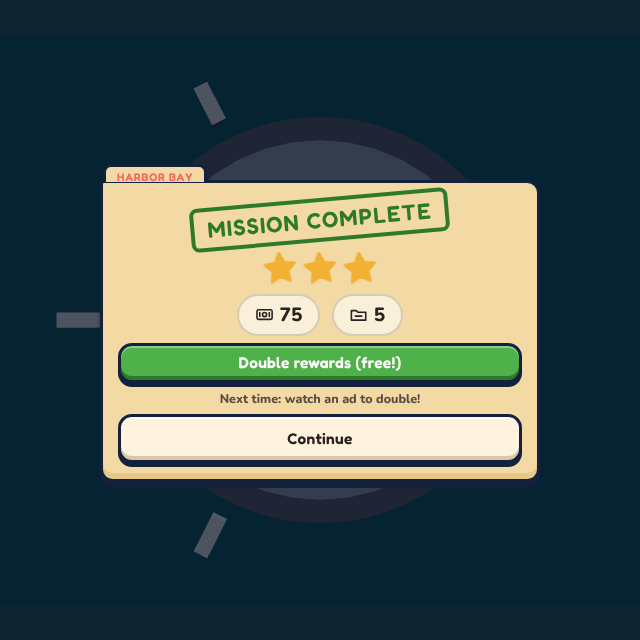 HARBOR BAY
MISSION COMPLETE
75
5
Double rewards (free!)
Next time: watch an ad to double!
Continue